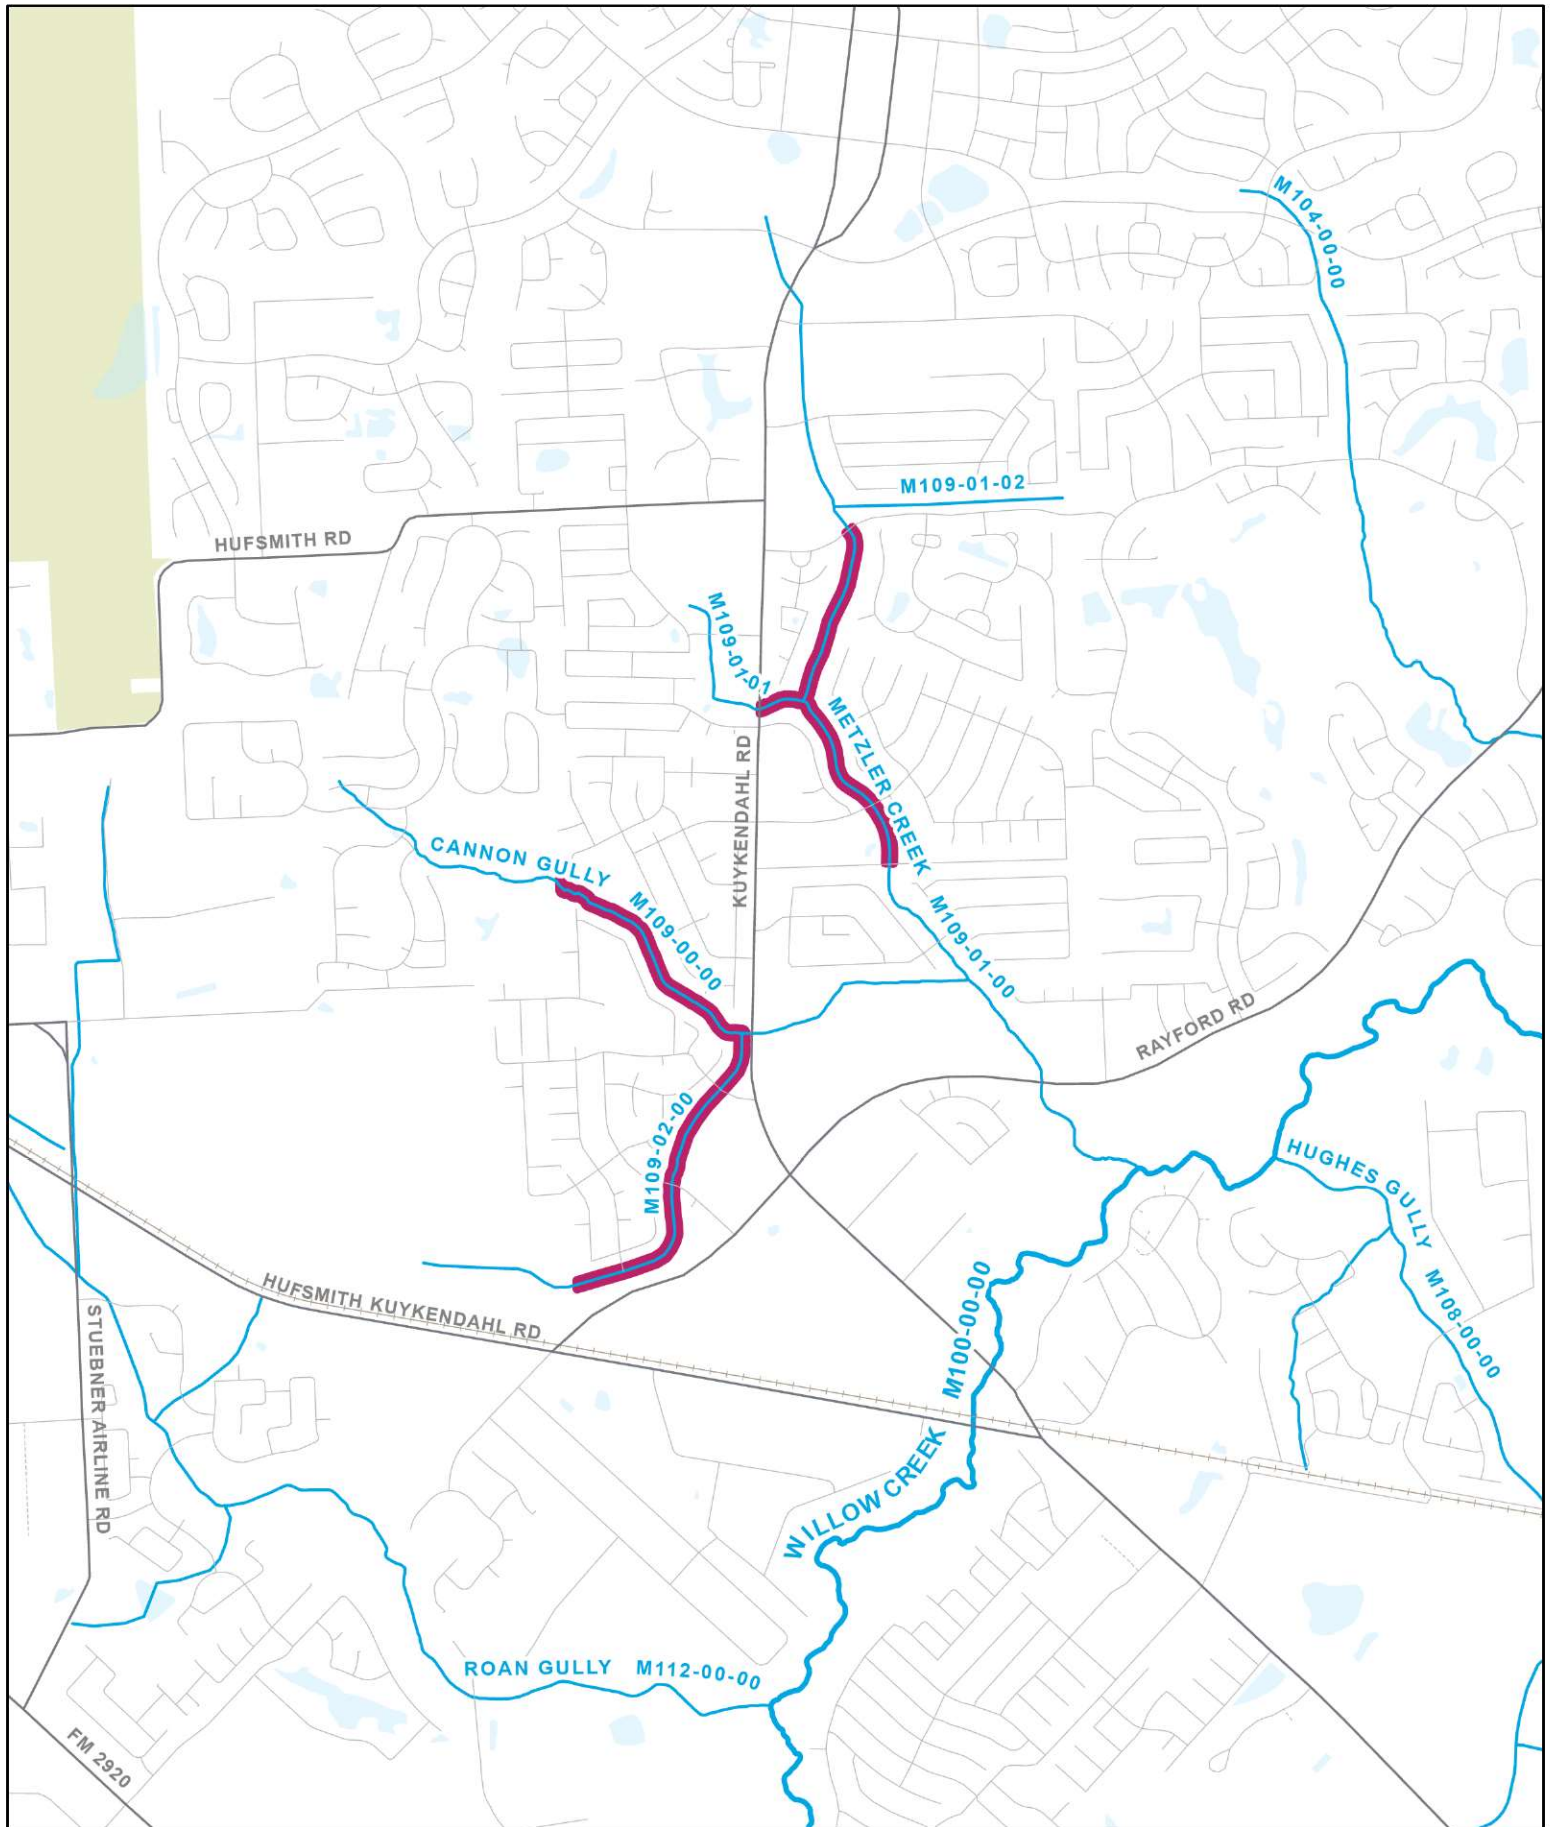 M104-00-00
M109-01-02
HUFSMITH RD
M109-01-01
METZLER CREEK M109-01-00
KUYKENDAHL RD
CANNON GULLY M109-00-00
RAYFORD RD
M109-02-00
HUGHES GULLY M108-00-00
HUFSMITH KUYKENDAHL RD
STUEBNER AIRLINE RD
WILLOW CREEK M100-00-00
ROAN GULLY M112-00-00
FM 2920